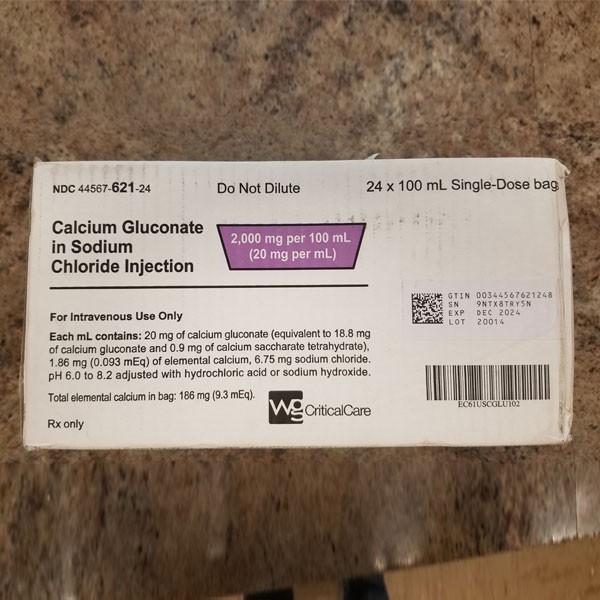 NDC 44567-621-24
Do Not Dilute
24 x 100 mL Single-Dose bag
Calcium Gluconate
in Sodium
Chloride Injection
2,000 mg per 100 mL
(20 mg per mL)
GTIN 00344567621248
SN 9NTX8TRY5N
EXP DEC 2024
LOT 20014
For Intravenous Use Only
Each mL contains: 20 mg of calcium gluconate (equivalent to 18.8 mg
of calcium gluconate and 0.9 mg of calcium saccharate tetrahydrate),
1.86 mg (0.093 mEq) of elemental calcium, 6.75 mg sodium chloride.
pH 6.0 to 8.2 adjusted with hydrochloric acid or sodium hydroxide.
Total elemental calcium in bag: 186 mg (9.3 mEq).
WG CriticalCare
EC61USCGLU102
Rx only